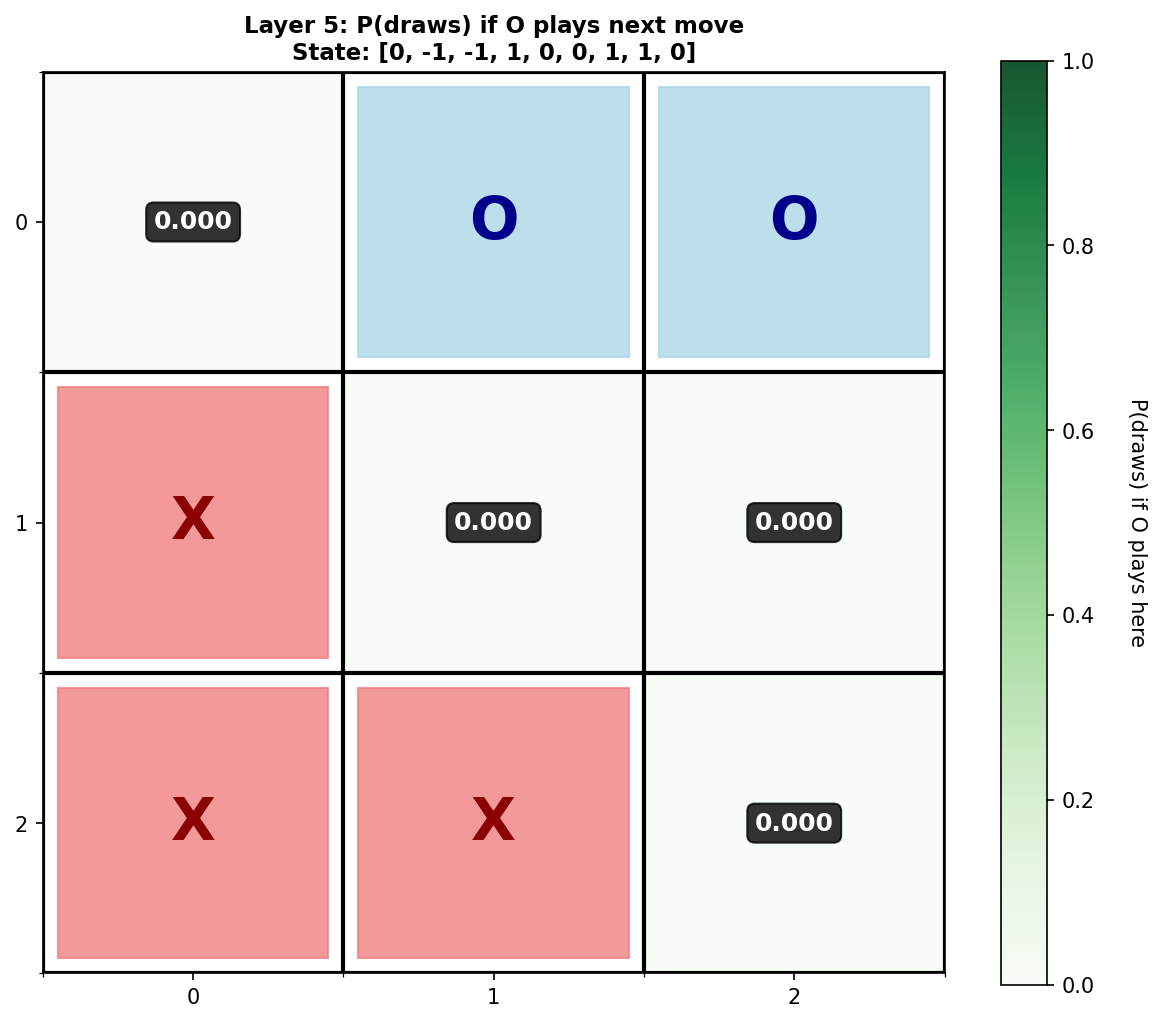 Layer 5: P(draws) if O plays next move
State: [0, -1, -1, 1, 0, 0, 1, 1, 0]
0
0.000
O
O
1
X
0.000
0.000
2
X
X
0.000
0
1
2
1.0
0.8
0.6
0.4
0.2
0.0
P(draws) if O plays here